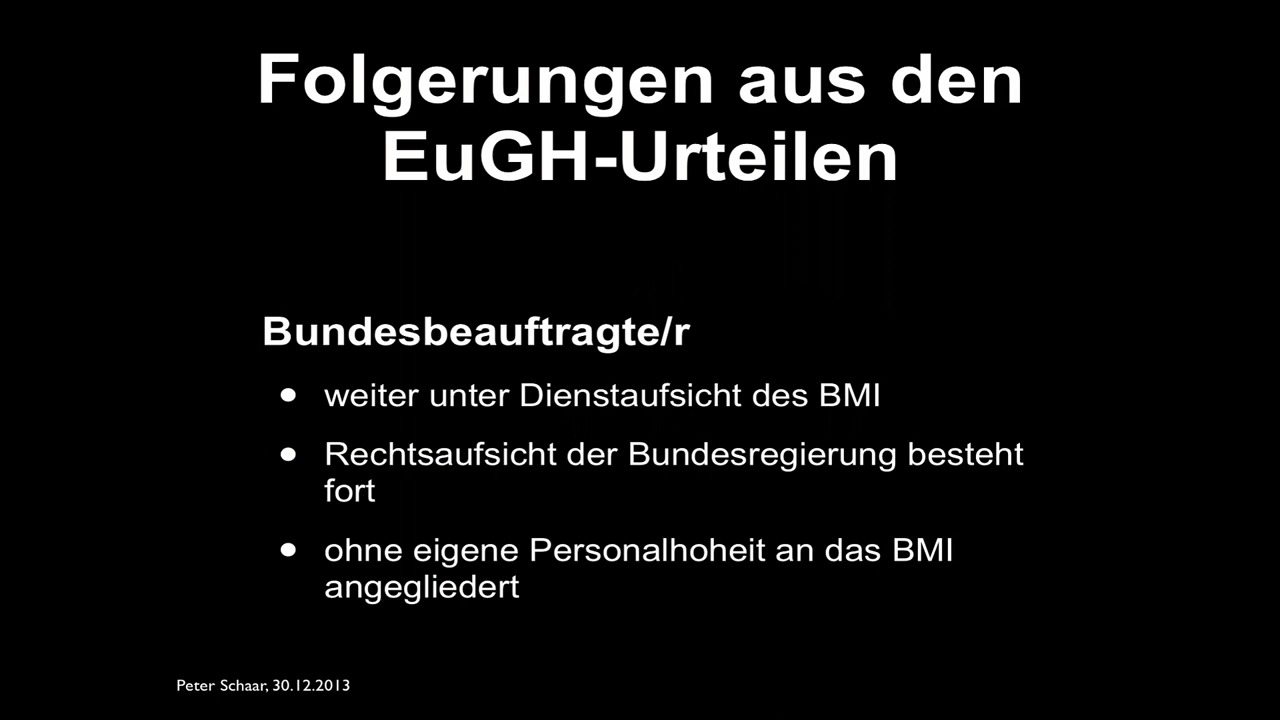 Folgerungen aus den
EuGH-Urteilen
Bundesbeauftragte/r
• weiter unter Dienstaufsicht des BMI
• Rechtsaufsicht der Bundesregierung besteht
fort
• ohne eigene Personalhoheit an das BMI
angegliedert
Peter Schaar, 30.12.2013